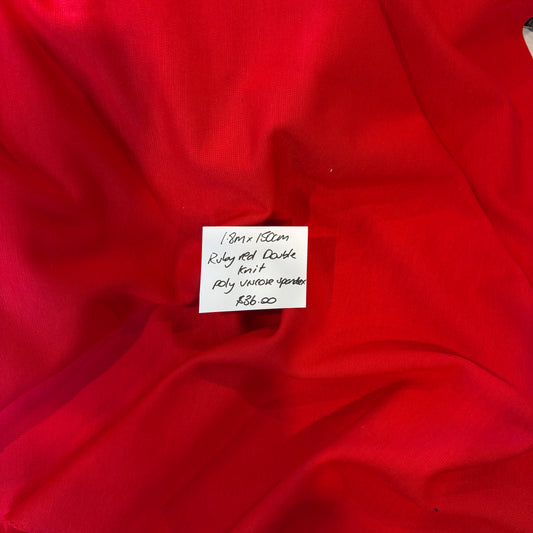 1.8m x 150cm
Ruby red Double
Knit
poly viscose spandex
$36.00